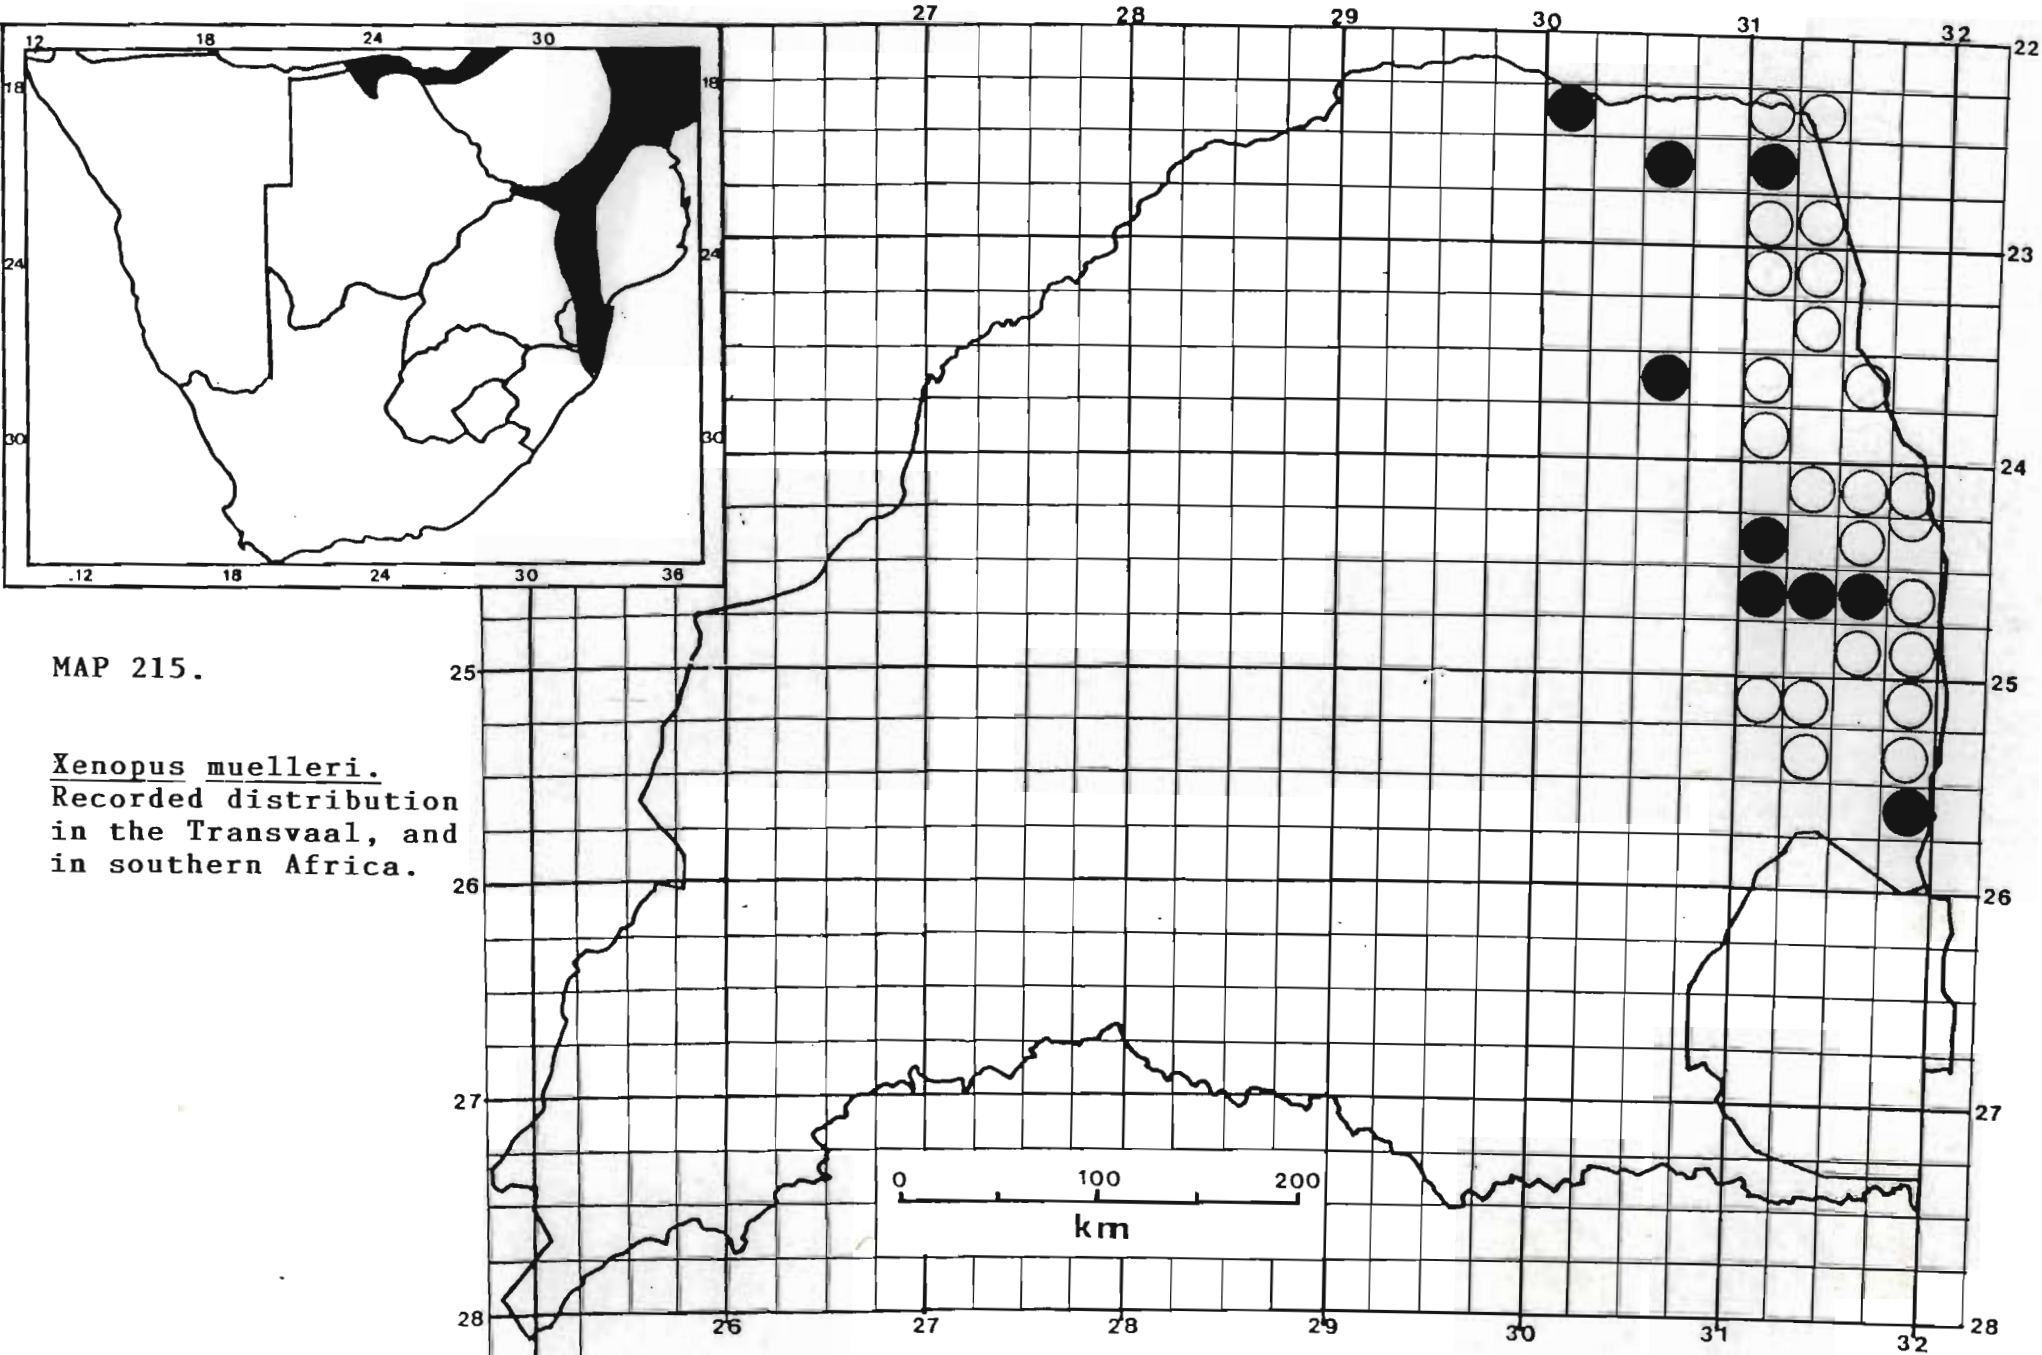 27 28 29 30 31 32
22
12 18 24 30
18 18
24 24
30 30
12 18 24 30 36
23
24
MAP 215.
25 25
Xenopus muelleri.
Recorded distribution
in the Transvaal, and
in southern Africa.
26 26
27 27
0 100 200
km
28 28
26 27 28 29 30 31 32